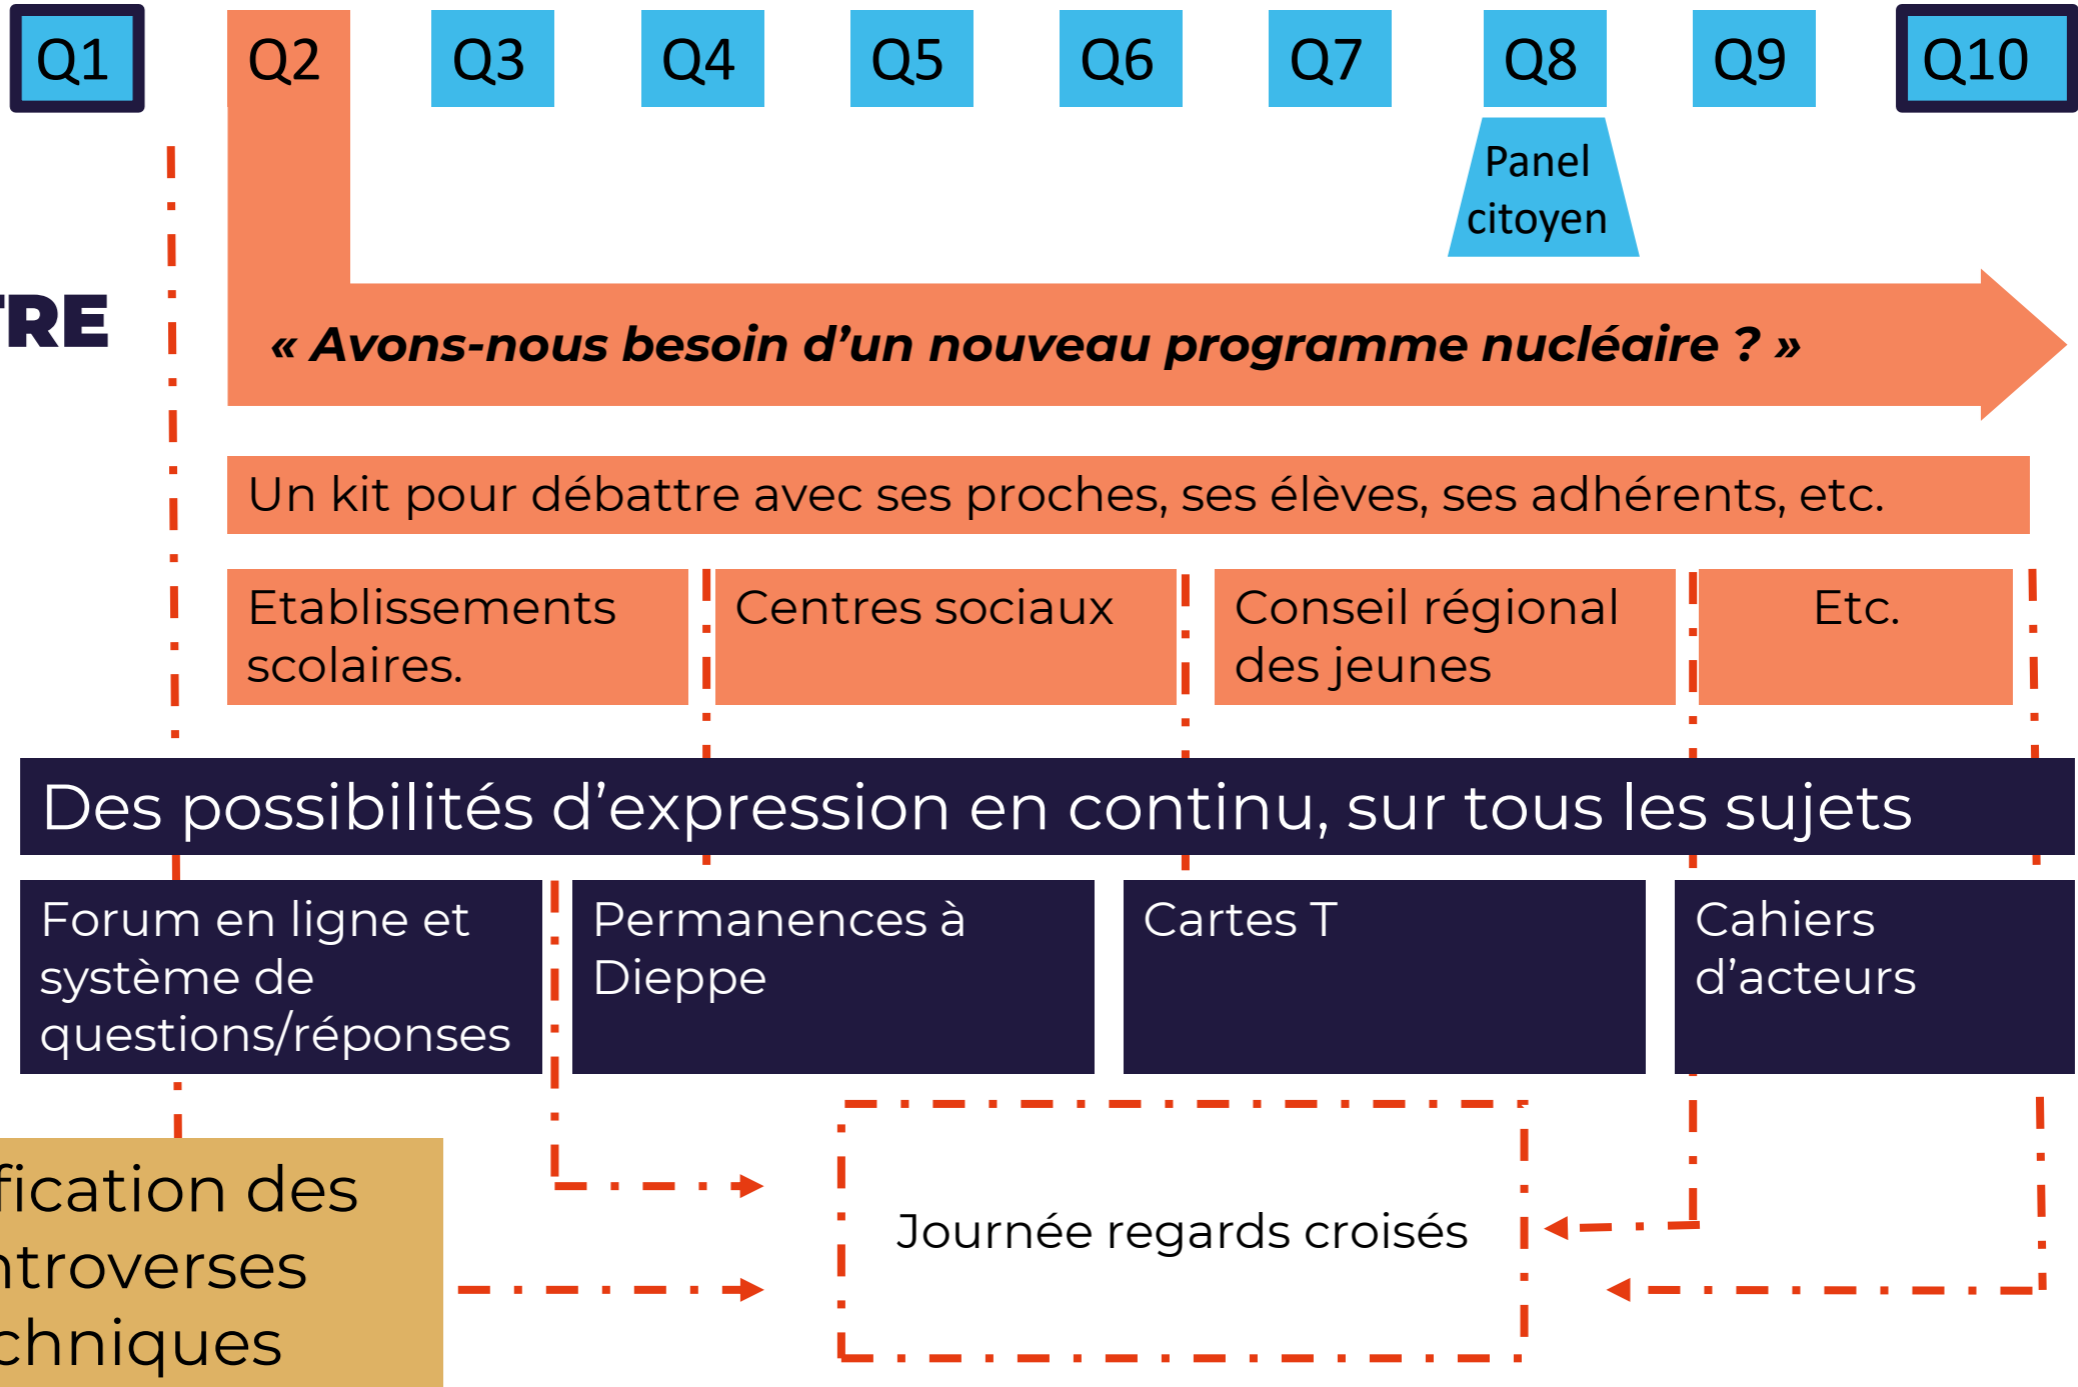 Q1 Q2 Q3 Q4 Q5 Q6 Q7 Q8 Q9 Q10
Panel
citoyen
TRE
« Avons-nous besoin d’un nouveau programme nucléaire ? »
Un kit pour débattre avec ses proches, ses élèves, ses adhérents, etc.
Etablissements
scolaires.
Centres sociaux
Conseil régional
des jeunes
Etc.
Des possibilités d’expression en continu, sur tous les sujets
Forum en ligne et
système de
questions/réponses
Permanences à
Dieppe
Cartes T
Cahiers
d’acteurs
fication des
ntroverses
chniques
Journée regards croisés